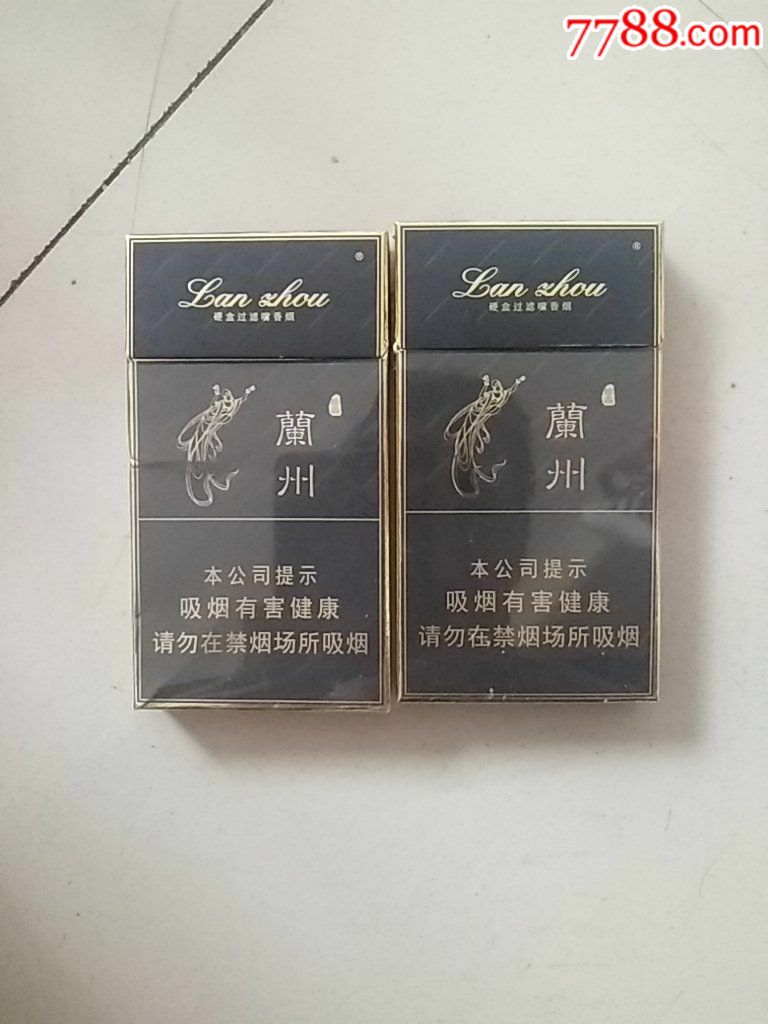 7788.com
Lan zhou
®
硬盒过滤嘴香烟
蘭
州
本公司提示
吸烟有害健康
请勿在禁烟场所吸烟
Lan zhou
®
硬盒过滤嘴香烟
蘭
州
本公司提示
吸烟有害健康
请勿在禁烟场所吸烟